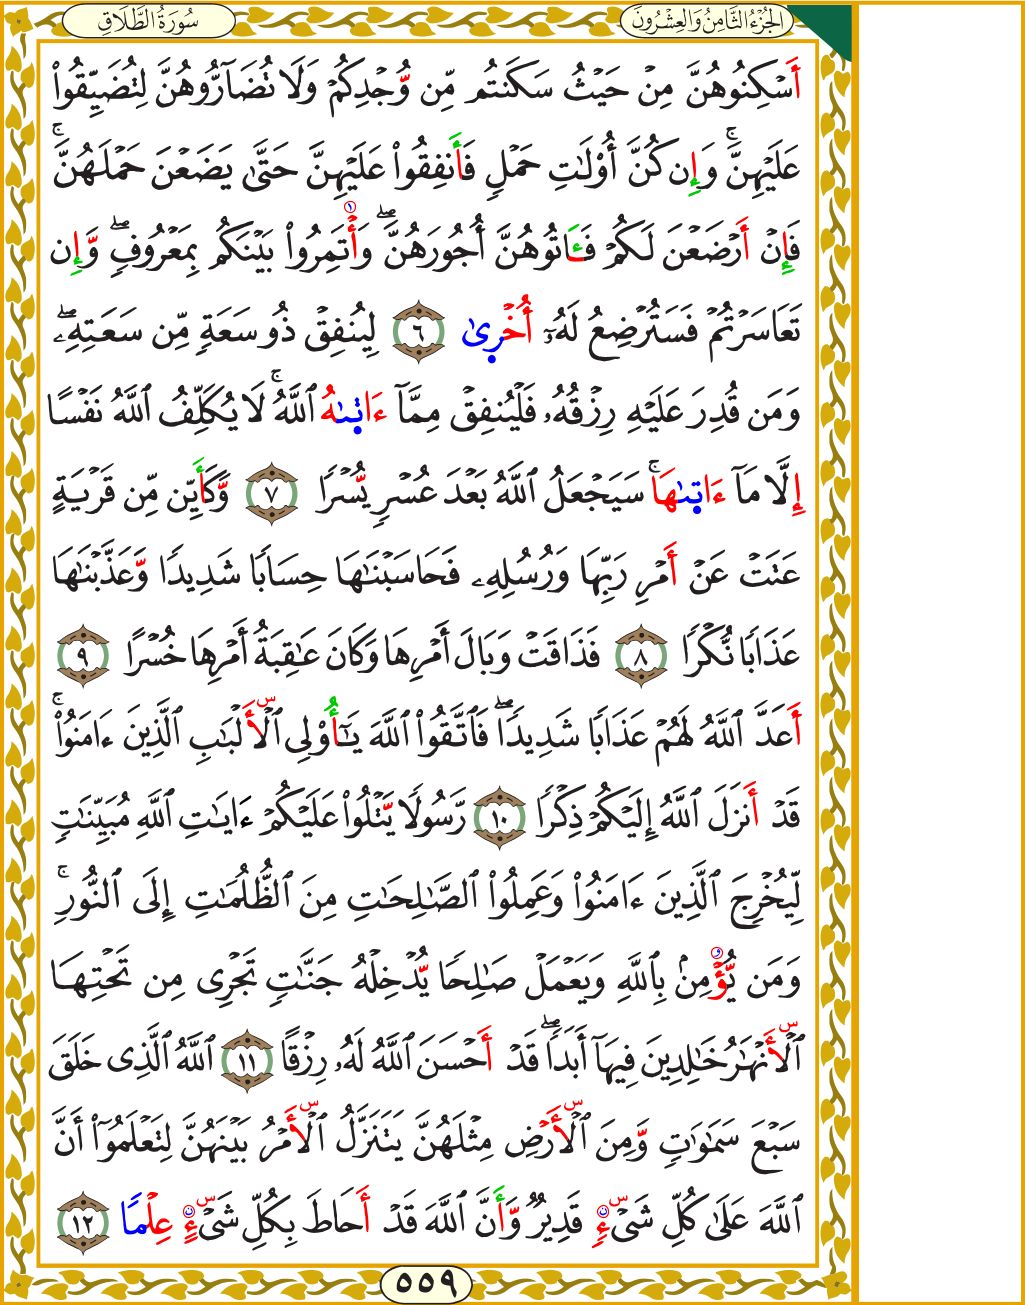 الجُزْءُ الثَّامِنُ وَالعِشْرُونَ
سُورَةُ الطَّلَاقِ
أَسْكِنُوهُنَّ مِنْ حَيْثُ سَكَنتُم مِّن وُّجْدِكُمْ وَلَا تُضَآرُّوهُنَّ لِتُضَيِّقُوا۟
عَلَيْهِنَّ ۚ وَإِن كُنَّ أُو۟لَٰتِ حَمْلٍ فَأَنفِقُوا۟ عَلَيْهِنَّ حَتَّىٰ يَضَعْنَ حَمْلَهُنَّ ۚ
فَإِنْ أَرْضَعْنَ لَكُمْ فَـَٔاتُوهُنَّ أُجُورَهُنَّ ۖ وَأْتَمِرُوا۟ بَيْنَكُم بِمَعْرُوفٍ ۖ وَّإِن
تَعَاسَرْتُمْ فَسَتُرْضِعُ لَهُۥٓ أُخْرِىٰ ٦ لِيُنفِقْ ذُو سَعَةٍ مِّن سَعَتِهِۦ ۖ
وَمَن قُدِرَ عَلَيْهِ رِزْقُهُۥ فَلْيُنفِقْ مِمَّآ ءَاتِىٰهُ ٱللَّهُ ۚ لَا يُكَلِّفُ ٱللَّهُ نَفْسًا
إِلَّا مَآ ءَاتِىٰهَا ۚ سَيَجْعَلُ ٱللَّهُ بَعْدَ عُسْرٍ يُّسْرًا ٧ وَّكَأَيِّن مِّن قَرْيَةٍ
عَتَتْ عَنْ أَمْرِ رَبِّهَا وَرُسُلِهِۦ فَحَاسَبْنَٰهَا حِسَابًا شَدِيدًا وَّعَذَّبْنَٰهَا
عَذَابًا نُّكْرًا ٨ فَذَاقَتْ وَبَالَ أَمْرِهَا وَكَانَ عَٰقِبَةُ أَمْرِهَا خُسْرًا ٩
أَعَدَّ ٱللَّهُ لَهُمْ عَذَابًا شَدِيدًا ۖ فَٱتَّقُوا۟ ٱللَّهَ يَٰٓأُو۟لِى ٱلْأَلْبَٰبِ ٱلَّذِينَ ءَامَنُوا۟ ۚ
قَدْ أَنزَلَ ٱللَّهُ إِلَيْكُمْ ذِكْرًا ١٠ رَّسُولًا يَّتْلُوا۟ عَلَيْكُمْ ءَايَٰتِ ٱللَّهِ مُبَيِّنَٰتٍ
لِّيُخْرِجَ ٱلَّذِينَ ءَامَنُوا۟ وَعَمِلُوا۟ ٱلصَّٰلِحَٰتِ مِنَ ٱلظُّلُمَٰتِ إِلَى ٱلنُّورِ ۚ
وَمَن يُّؤْمِنۢ بِٱللَّهِ وَيَعْمَلْ صَٰلِحًا يُّدْخِلْهُ جَنَّٰتٍ تَجْرِى مِن تَحْتِهَا
ٱلْأَنْهَٰرُ خَٰلِدِينَ فِيهَآ أَبَدًا ۖ قَدْ أَحْسَنَ ٱللَّهُ لَهُۥ رِزْقًا ١١ ٱللَّهُ ٱلَّذِى خَلَقَ
سَبْعَ سَمَٰوَٰتٍ وَّمِنَ ٱلْأَرْضِ مِثْلَهُنَّ يَتَنَزَّلُ ٱلْأَمْرُ بَيْنَهُنَّ لِتَعْلَمُوٓا۟ أَنَّ
ٱللَّهَ عَلَىٰ كُلِّ شَىْءٍ قَدِيرٌ وَّأَنَّ ٱللَّهَ قَدْ أَحَاطَ بِكُلِّ شَىْءٍ عِلْمًا ١٢
٥٥٩